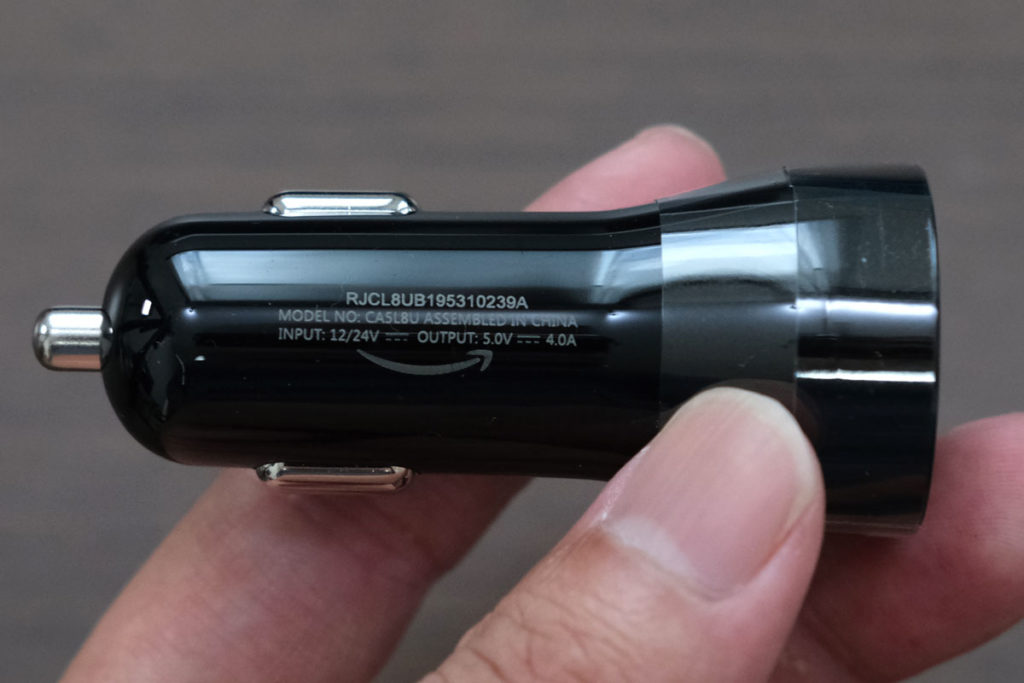 RJCL8UB195310239A
MODEL NO: CA5L8U ASSEMBLED IN CHINA
INPUT: 12/24V ⎓ OUTPUT: 5.0V ⎓ 4.0A